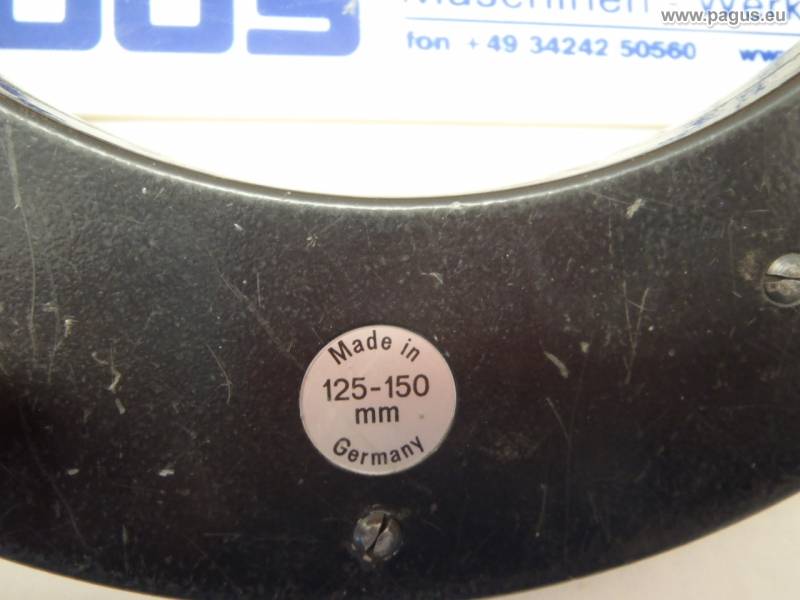 www.pagus.eu
fon +49 34242 50560
Made in
125-150
mm
Germany